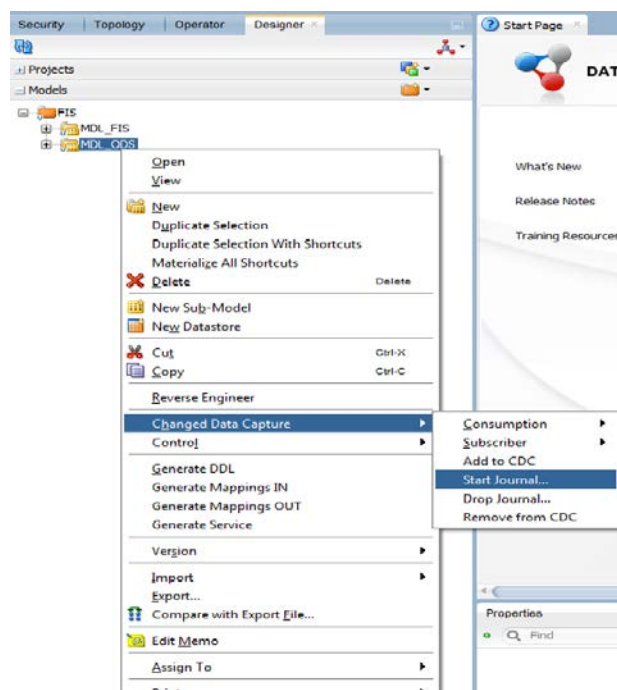 Security Topology Operator Designer
Start Page
Projects
Models
DAT
FIS
MDL_FIS
MDL_ODS
Open
View
New
Duplicate Selection
Duplicate Selection With Shortcuts
Materialize All Shortcuts
Delete Delete
New Sub-Model
New Datastore
Cut Ctrl-X
Copy Ctrl-C
Reverse Engineer
Changed Data Capture
Control
Generate DDL
Generate Mappings IN
Generate Mappings OUT
Generate Service
Version
Import
Export...
Compare with Export File...
Edit Memo
Assign To
Consumption
Subscriber
Add to CDC
Start Journal...
Drop Journal...
Remove from CDC
What's New
Release Notes
Training Resources
Properties
Find